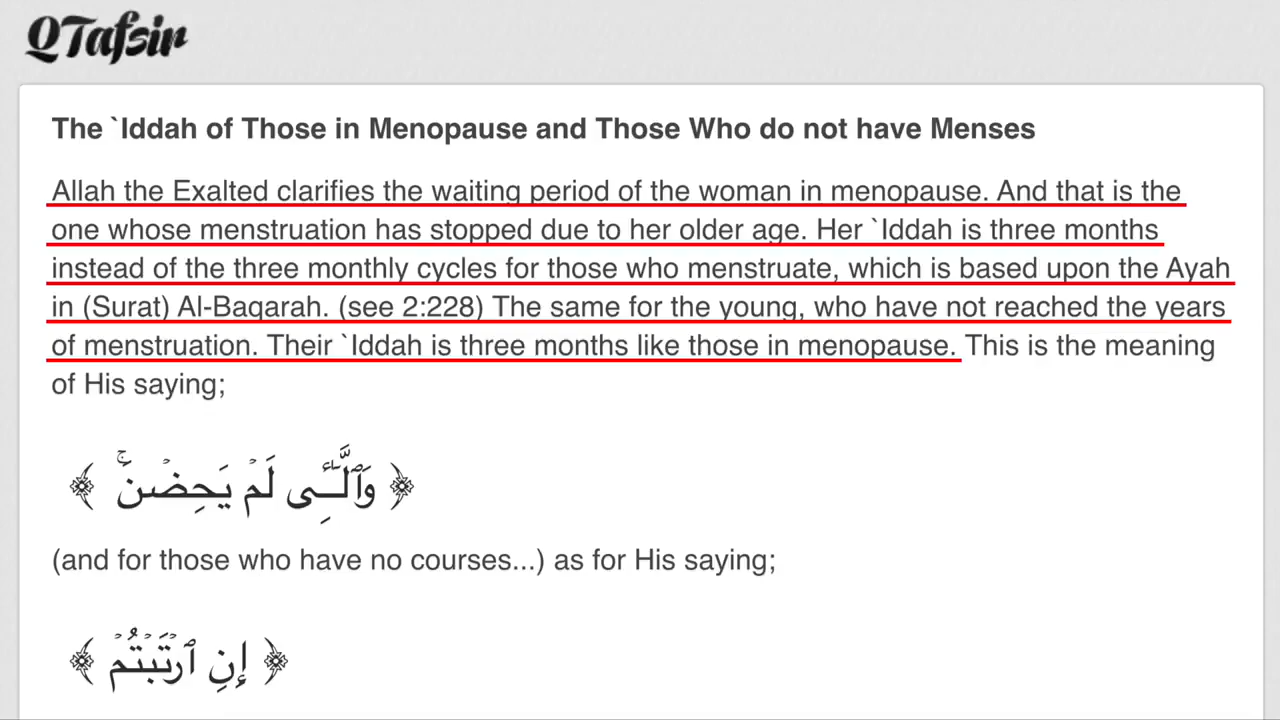 QTafsir
The `Iddah of Those in Menopause and Those Who do not have Menses
Allah the Exalted clarifies the waiting period of the woman in menopause. And that is the
one whose menstruation has stopped due to her older age. Her `Iddah is three months
instead of the three monthly cycles for those who menstruate, which is based upon the Ayah
in (Surat) Al-Baqarah. (see 2:228) The same for the young, who have not reached the years
of menstruation. Their `Iddah is three months like those in menopause. This is the meaning
of His saying;
﴿وَٱلَّـٰۤـِٔی لَمۡ یَحِضۡنَۚ﴾
(and for those who have no courses...) as for His saying;
﴿إِنِ ٱرۡتَبۡتُمۡ﴾